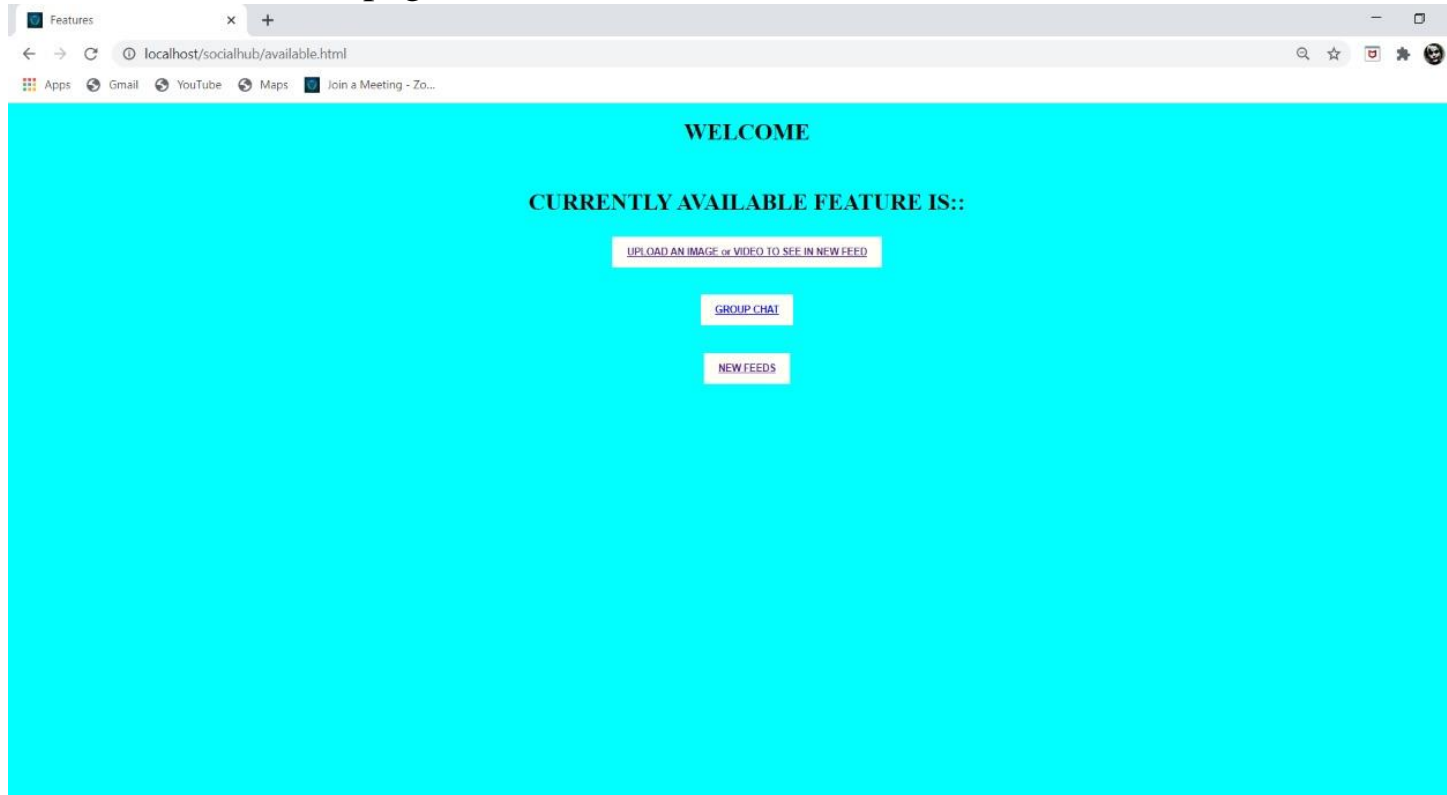 Features
localhost/socialhub/available.html
Apps Gmail YouTube Maps Join a Meeting - Zo...
WELCOME
CURRENTLY AVAILABLE FEATURE IS::
UPLOAD AN IMAGE or VIDEO TO SEE IN NEW FEED
GROUP CHAT
NEW FEEDS